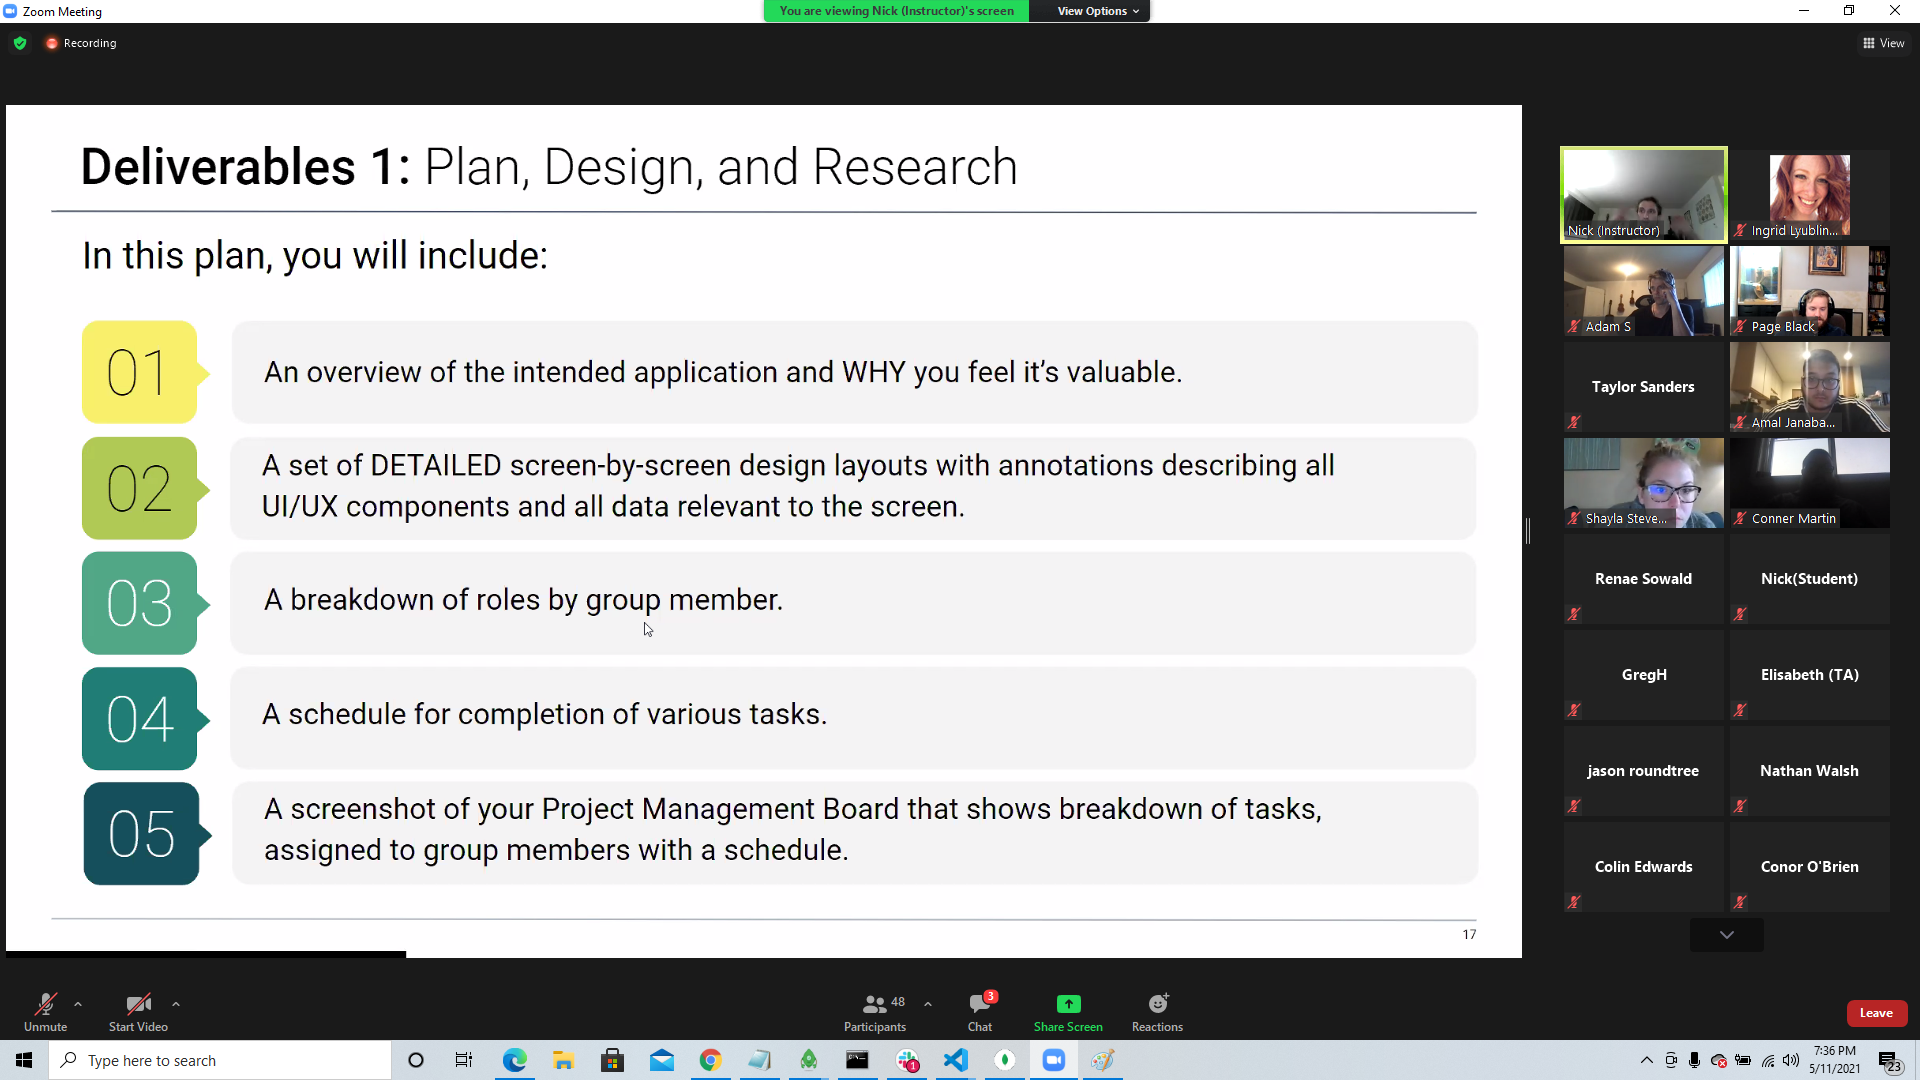 Zoom Meeting
You are viewing Nick (Instructor)'s screen
View Options
Recording
View
Deliverables 1: Plan, Design, and Research
In this plan, you will include:
01
An overview of the intended application and WHY you feel it’s valuable.
02
A set of DETAILED screen-by-screen design layouts with annotations describing all
UI/UX components and all data relevant to the screen.
03
A breakdown of roles by group member.
04
A schedule for completion of various tasks.
05
A screenshot of your Project Management Board that shows breakdown of tasks,
assigned to group members with a schedule.
17
Nick (Instructor)
Ingrid Lyublin...
Adam S
Page Black
Taylor Sanders
Amal Janaba...
Shayla Steve...
Conner Martin
Renae Sowald
Nick(Student)
GregH
Elisabeth (TA)
jason roundtree
Nathan Walsh
Colin Edwards
Conor O'Brien
Unmute
Start Video
48
Participants
3
Chat
Share Screen
Reactions
Leave
Type here to search
1
7:36 PM
5/11/2021
23